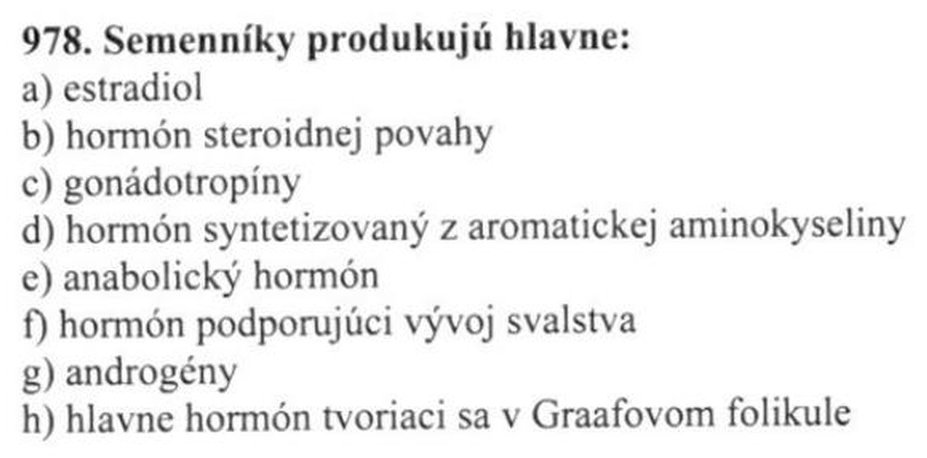 978. Semenníky produkujú hlavne:
a) estradiol
b) hormón steroidnej povahy
c) gonádotropíny
d) hormón syntetizovaný z aromatickej aminokyseliny
e) anabolický hormón
f) hormón podporujúci vývoj svalstva
g) androgény
h) hlavne hormón tvoriaci sa v Graafovom folikule